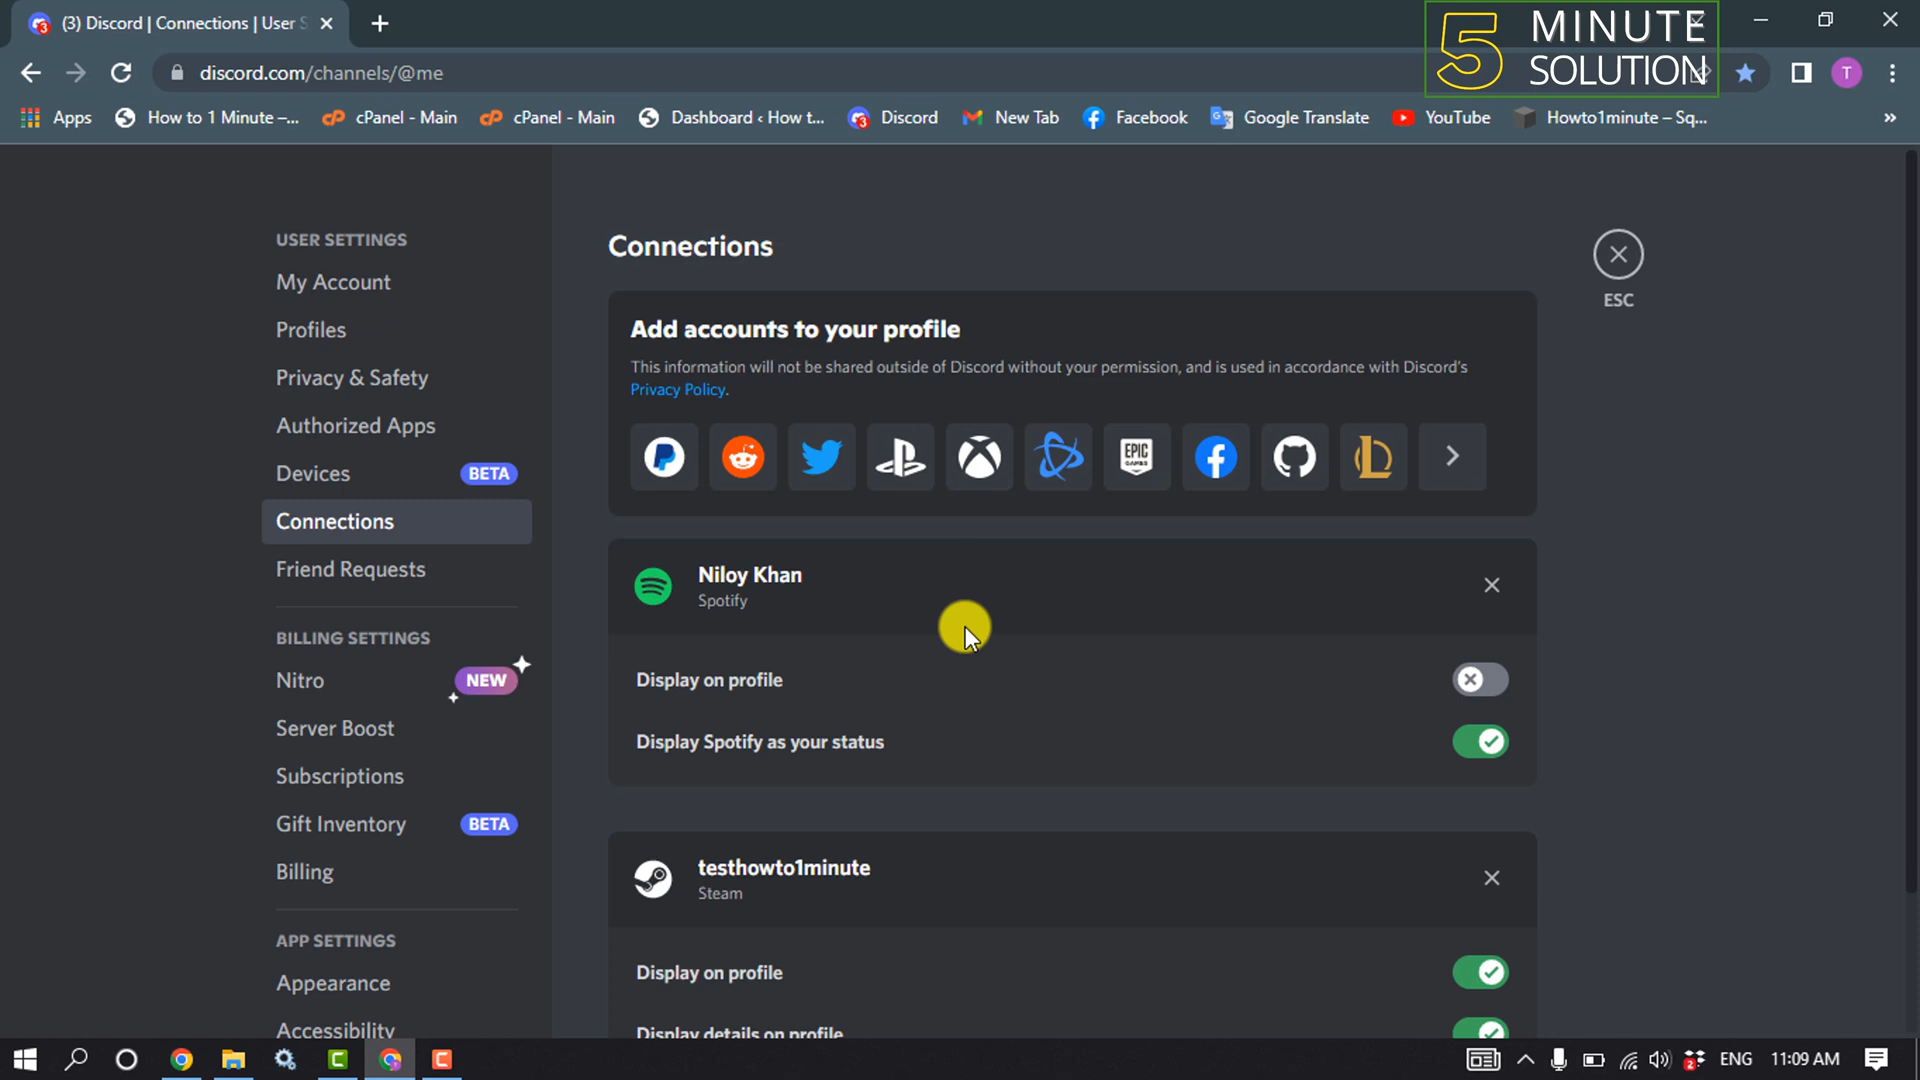 (3) Discord | Connections | User S
5 MINUTE
SOLUTION
discord.com/channels/@me
T
Apps
How to 1 Minute –...
cPanel - Main
cPanel - Main
Dashboard ‹ How t...
Discord
New Tab
Facebook
Google Translate
YouTube
Howto1minute – Sq...
USER SETTINGS
My Account
Profiles
Privacy & Safety
Authorized Apps
Devices BETA
Connections
Friend Requests
BILLING SETTINGS
Nitro NEW
Server Boost
Subscriptions
Gift Inventory BETA
Billing
APP SETTINGS
Appearance
Accessibility
Connections
ESC
Add accounts to your profile
This information will not be shared outside of Discord without your permission, and is used in accordance with Discord's
Privacy Policy.
EPIC
GAMES
Niloy Khan
Spotify
Display on profile
Display Spotify as your status
testhowto1minute
Steam
Display on profile
Display details on profile
ENG
11:09 AM